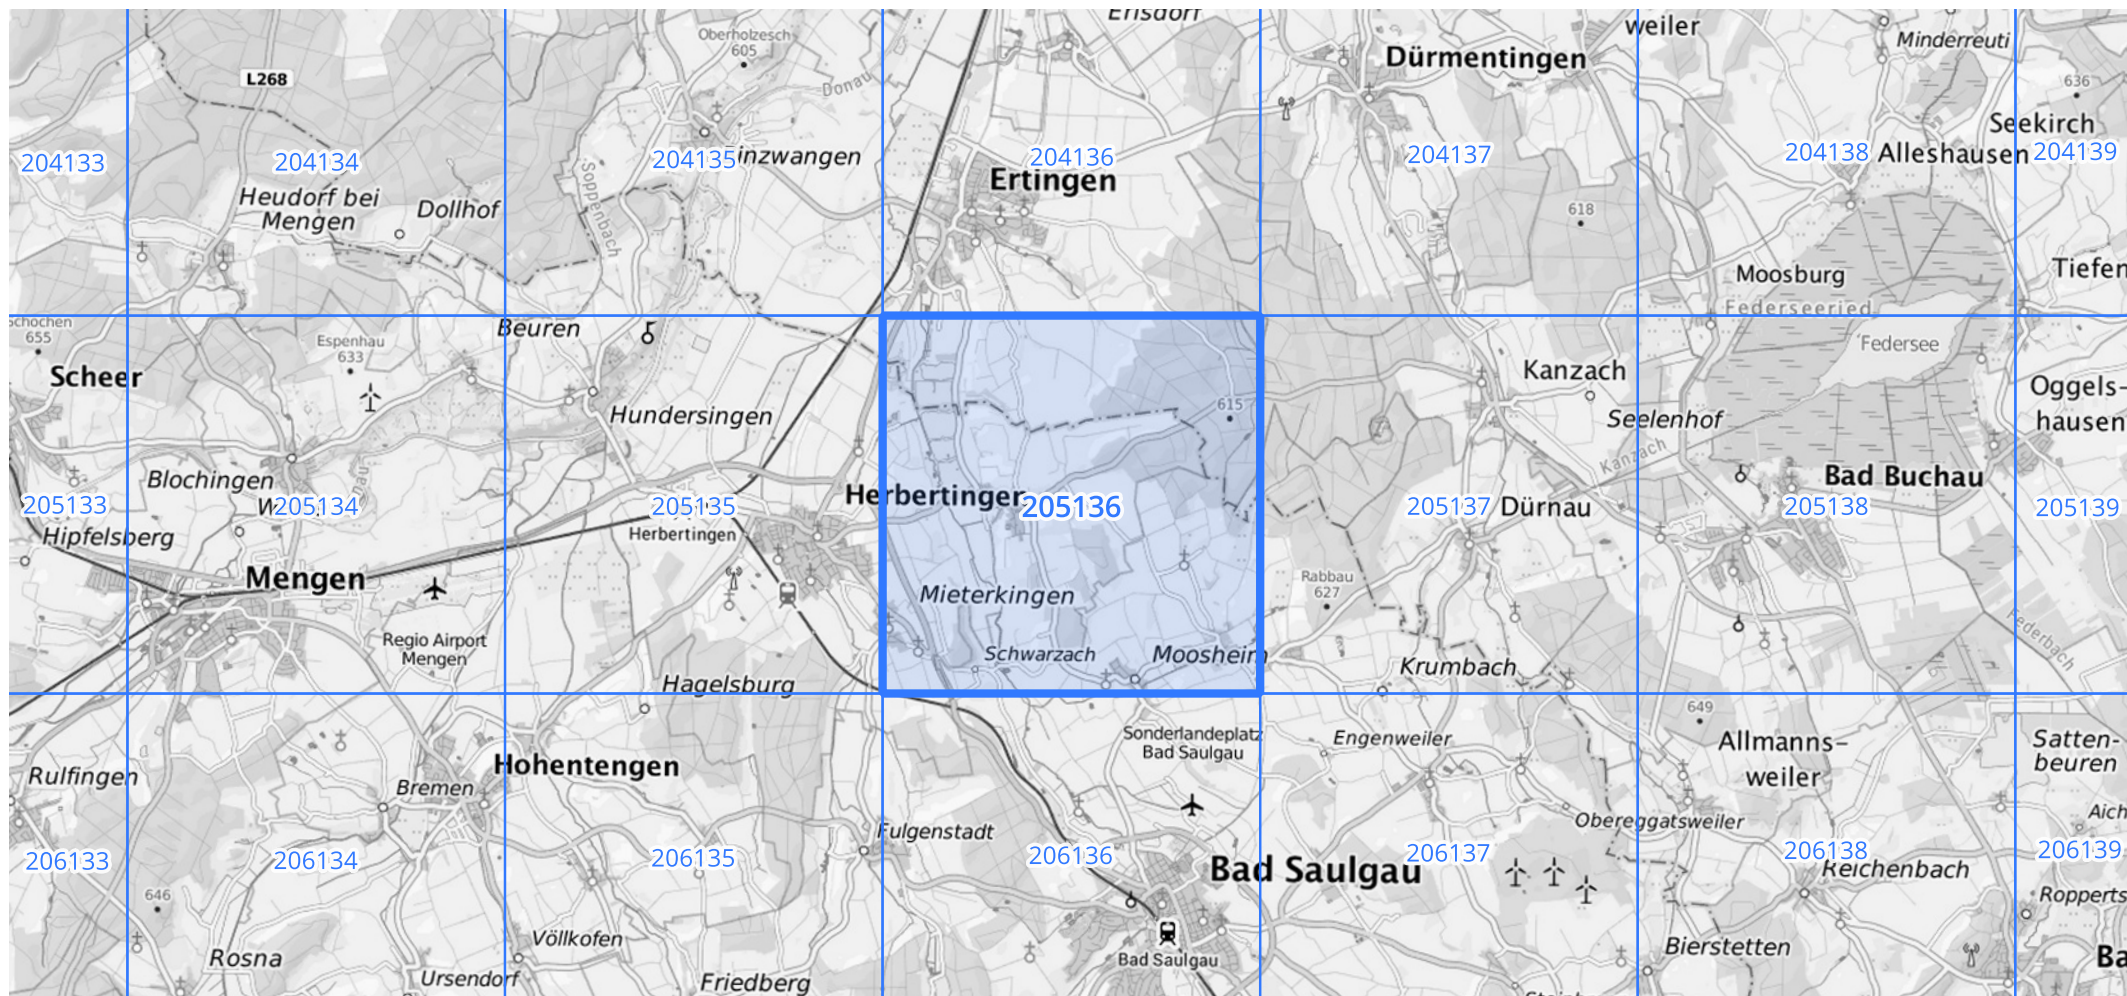 Erisdorf
weiler
Oberholzesch
605
Minderreuti
Dürmentingen
L268
Donau
636
Seekirch
204133
204134
204135
Binzwangen
204136
204137
204138
Alleshausen
204139
Ertingen
Heudorf bei
Mengen
Dollhof
Soppenbach
618
Moosburg
Tiefen
Federseeried
Schochen
655
Beuren
Espenhau
633
Federsee
Scheer
Kanzach
Oggels-
hausen
615
Hundersingen
Seelenhof
Kanzach
Blochingen
Bad Buchau
Herbertingen
205133
205134
205135
205136
205137
Dürnau
205138
205139
Hipfelsberg
Herbertingen
Mengen
Rabbau
627
Mieterkingen
Regio Airport
Mengen
Federbach
Schwarzach
Moosheim
Krumbach
Hagelsburg
649
Sonderlandeplatz
Bad Saulgau
Engenweiler
Allmanns-
weiler
Satten-
beuren
Rulfingen
Hohentengen
Bremen
Fulgenstadt
Obereggatsweiler
Aich
206133
206134
206135
206136
206137
206138
206139
Bad Saulgau
Reichenbach
646
Roppерts
Völlkofen
Bierstetten
Rosna
Bad Saulgau
Ba
Ursendorf
Friedberg